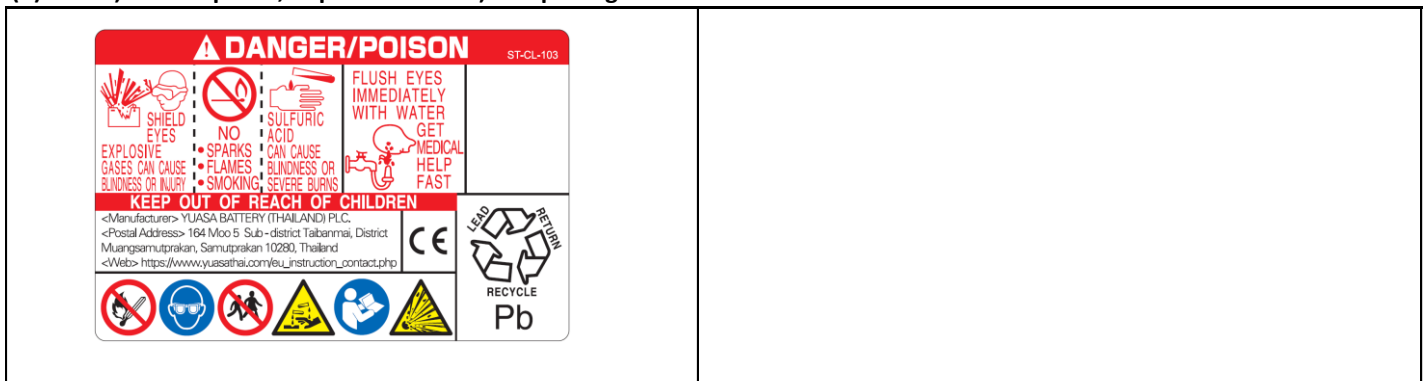 DANGER/POISON
ST-CL-103
SHIELD
EYES
EXPLOSIVE
GASES CAN CAUSE
BLINDNESS OR INJURY
NO
• SPARKS
• FLAMES
• SMOKING
SULFURIC
ACID
CAN CAUSE
BLINDNESS OR
SEVERE BURNS
FLUSH EYES
IMMEDIATELY
WITH WATER
GET
MEDICAL
HELP
FAST
KEEP OUT OF REACH OF CHILDREN
<Manufacturer> YUASA BATTERY (THAILAND) PLC.
<Postal Address> 164 Moo 5 Sub-district Taibanmai, District
Muangsamutprakan, Samutprakan 10280, Thailand
<Web> https://www.yuasathai.com/eu_instruction_contact.php
CE
LEAD
RETURN
RECYCLE
Pb